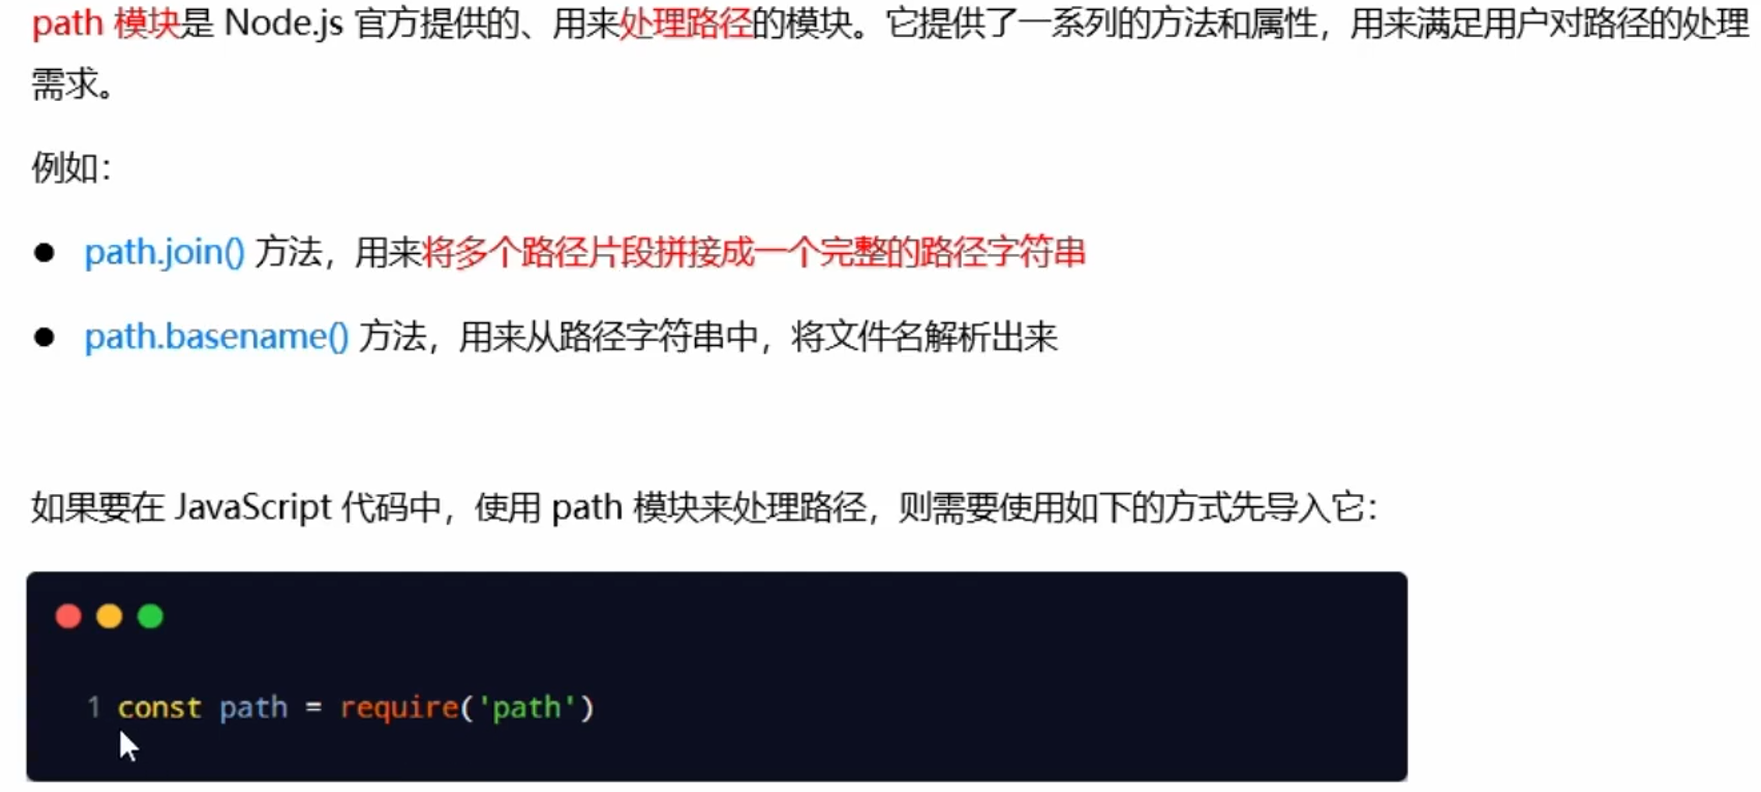 path 模块是 Node.js 官方提供的、用来处理路径的模块。它提供了一系列的方法和属性，用来满足用户对路径的处理
需求。
例如：
● path.join() 方法，用来将多个路径片段拼接成一个完整的路径字符串
● path.basename() 方法，用来从路径字符串中，将文件名解析出来
如果要在 JavaScript 代码中，使用 path 模块来处理路径，则需要使用如下的方式先导入它：
1 const path = require('path')